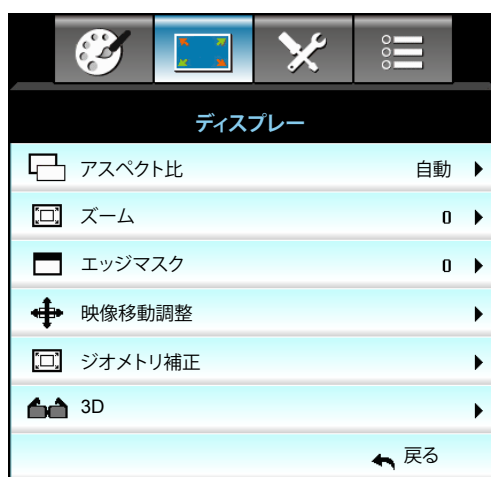 ディスプレー
アスペクト比 自動
ズーム 0
エッジマスク 0
映像移動調整
ジオメトリ補正
3D
戻る